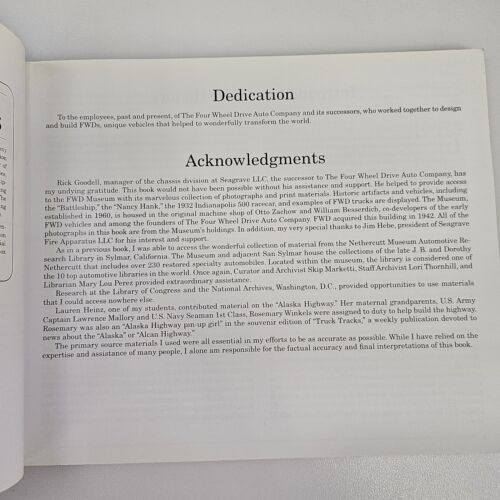 Dedication
To the employees, past and present, of The Four Wheel Drive Auto Company and its successors, who worked together to design
and build FWDs, unique vehicles that helped to wonderfully transform the world.
Acknowledgments
Rick Goodell, manager of the chassis division at Seagrave LLC, the successor to The Four Wheel Drive Auto Company, has
my undying gratitude. This book would not have been possible without his assistance and support. He helped to provide access
to the FWD Museum with its marvelous collection of photographs and print materials. Historic artifacts and vehicles, including
the "Battleship," the "Nancy Hank," the 1932 Indianapolis 500 racecar, and examples of FWD trucks are displayed. The Museum,
established in 1960, is housed in the original machine shop of Otto Zachow and William Besserdich, co-developers of the early
FWD vehicles and among the founders of The Four Wheel Drive Auto Company. FWD acquired this building in 1942. All of the
photographs in this book are from the Museum's holdings. In addition, my very special thanks to Jim Hebe, president of Seagrave
Fire Apparatus LLC for his interest and support.
As in a previous book, I was able to access the wonderful collection of material from the Nethercutt Museum Automotive Re-
search Library in Sylmar, California. The Museum and adjacent San Sylmar house the collections of the late J. B. and Dorothy
Nethercutt that includes over 230 restored specialty automobiles. Located within the museum, the library is considered one of
the 10 top automotive libraries in the world. Once again, Curator and Archivist Skip Marketti, Staff Archivist Lori Thornhill, and
Librarian Mary Lou Perez provided extraordinary assistance.
Research at the Library of Congress and the National Archives, Washington, D.C., provided opportunities to use materials
that I could access nowhere else.
Lauren Heinz, one of my students, contributed material on the "Alaska Highway." Her maternal grandparents, U.S. Army
Captain Lawrence Mallory and U.S. Navy Seaman 1st Class, Rosemary Winkels were assigned to duty to help build the highway.
Rosemary was also an "Alaska Highway pin-up girl" in the souvenir edition of "Truck Tracks," a weekly publication devoted to
news about the "Alaska" or "Alcan Highway."
The primary source materials I used were all essential in my efforts to be as accurate as possible. While I have relied on the
expertise and assistance of many people, I alone am responsible for the factual accuracy and final interpretations of this book.